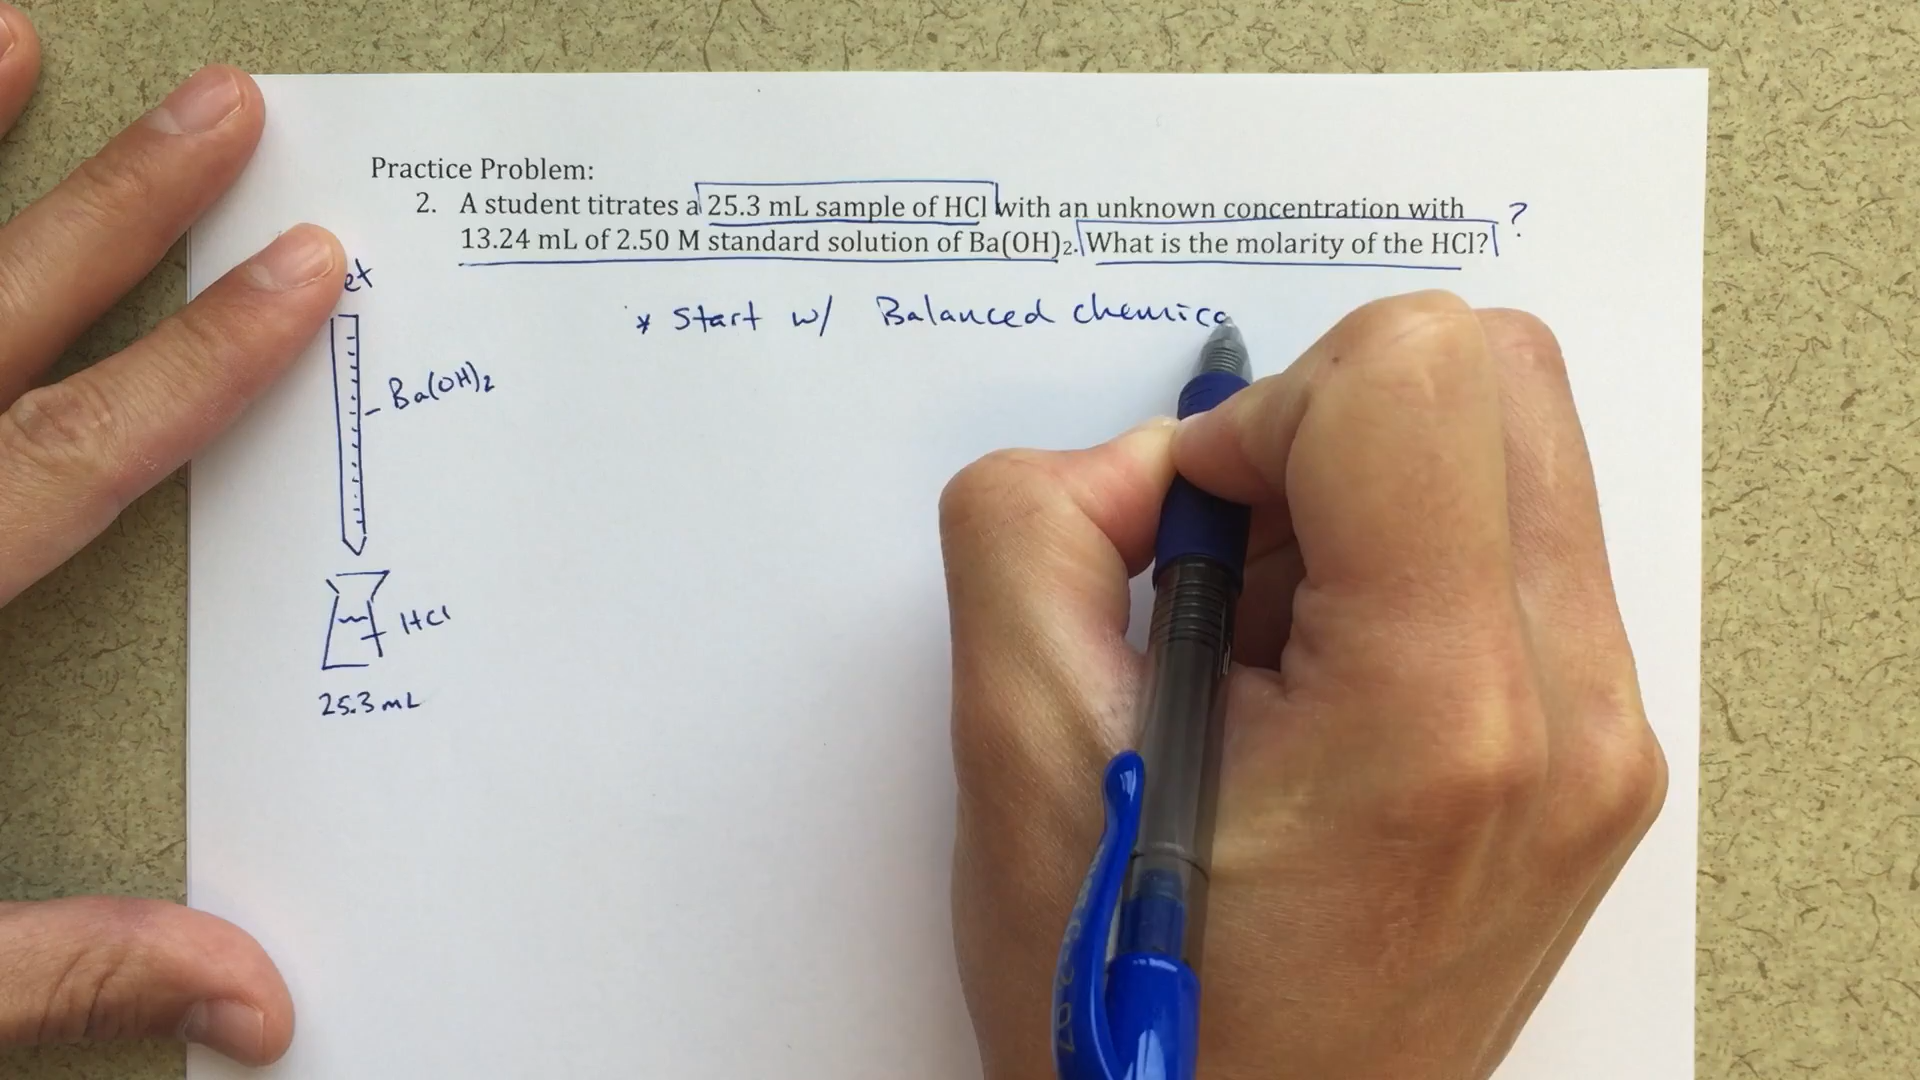 Practice Problem:
2. A student titrates a 25.3 mL sample of HCl with an unknown concentration with
13.24 mL of 2.50 M standard solution of Ba(OH)₂. What is the molarity of the HCl?
?
et
* Start w/ Balanced chemica
Ba(OH)₂
HCl
25.3 mL